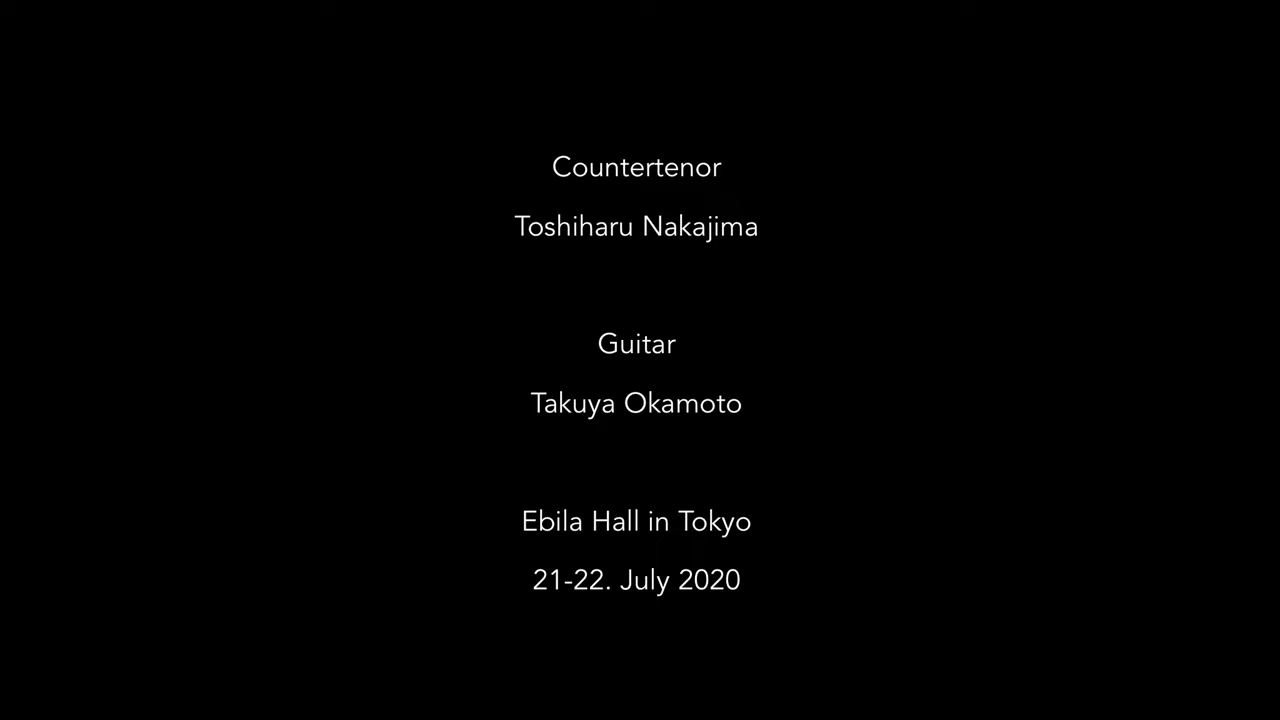 Countertenor
Toshiharu Nakajima
Guitar
Takuya Okamoto
Ebila Hall in Tokyo
21-22. July 2020